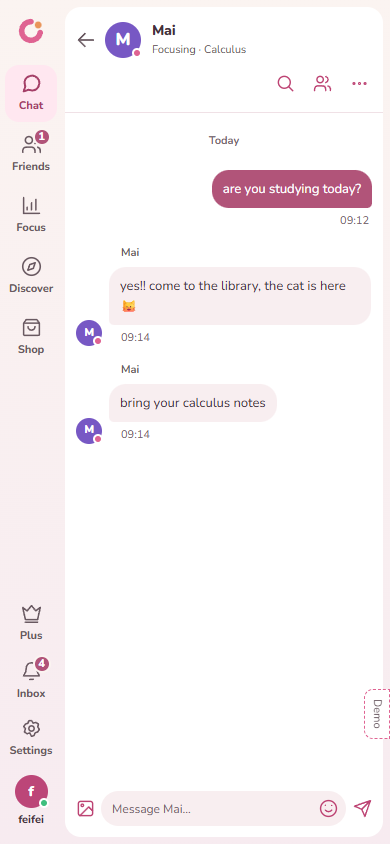 Mai
M
Focusing · Calculus
Chat
1
Friends
Focus
Discover
Shop
Today
are you studying today?
09:12
Mai
yes!! come to the library, the cat is here
😸
M
09:14
Mai
bring your calculus notes
M
09:14
Plus
4
Inbox
Settings
f
feifei
Demo
Message Mai...